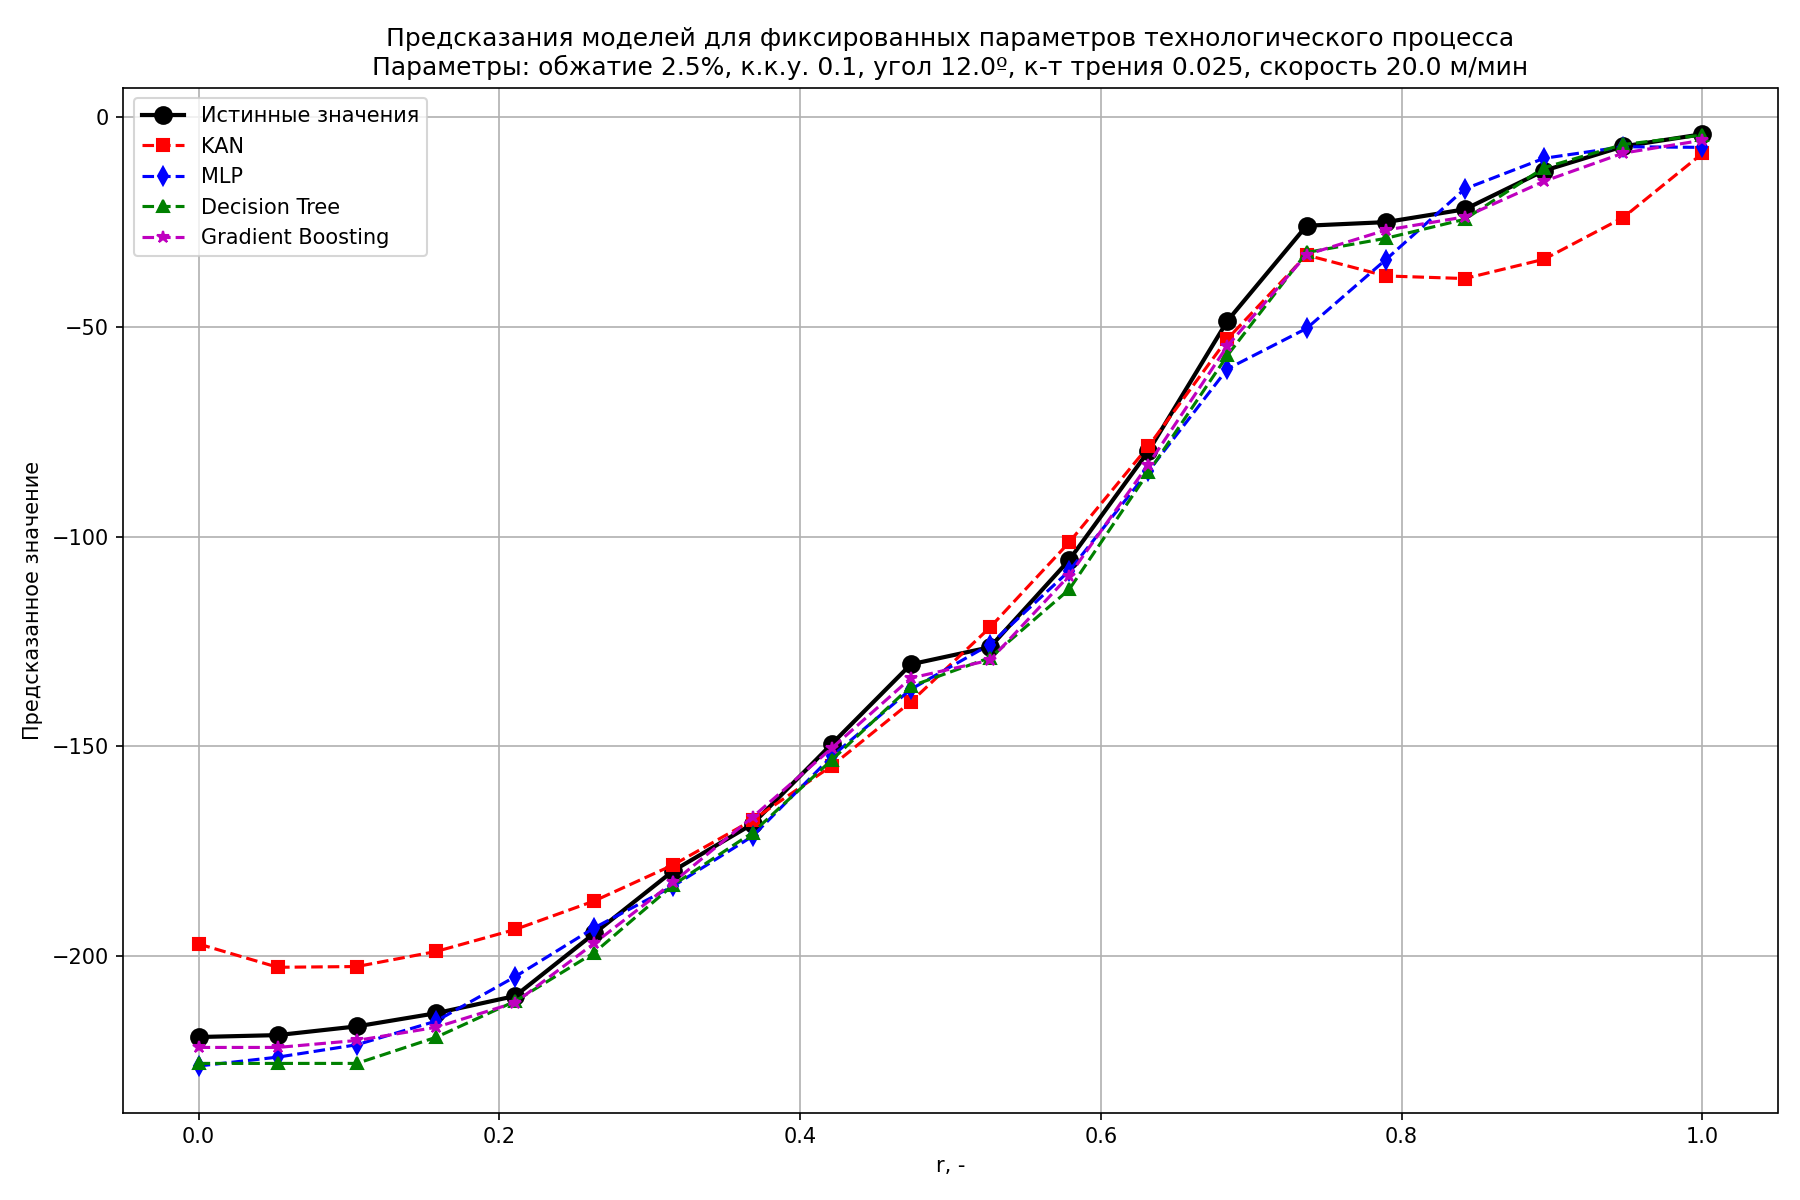 Предсказания моделей для фиксированных параметров технологического процесса
Параметры: обжатие 2.5%, к.к.у. 0.1, угол 12.0º, к-т трения 0.025, скорость 20.0 м/мин
Истинные значения
KAN
MLP
Decision Tree
Gradient Boosting
Предсказанное значение
0
−50
−100
−150
−200
0.0
0.2
0.4
0.6
0.8
1.0
r, -